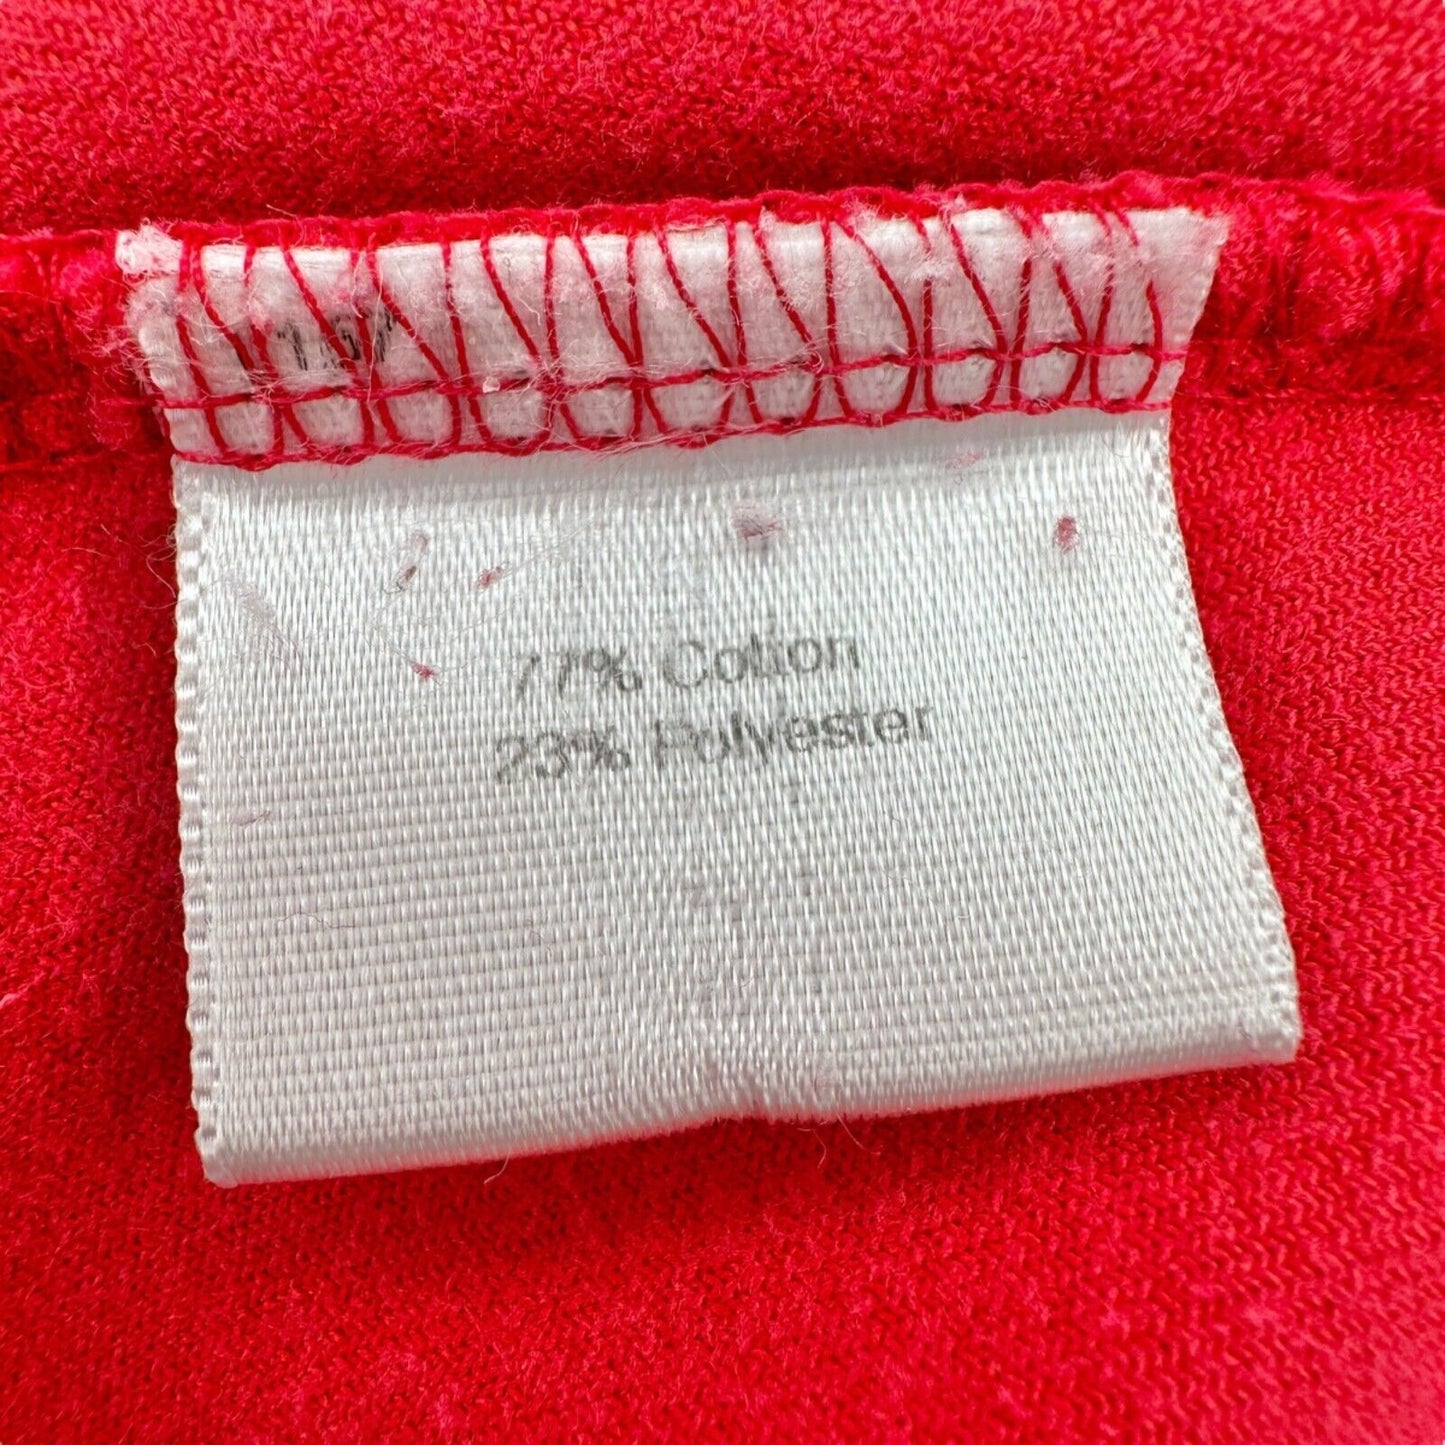 77% Cotton
23% Polyester